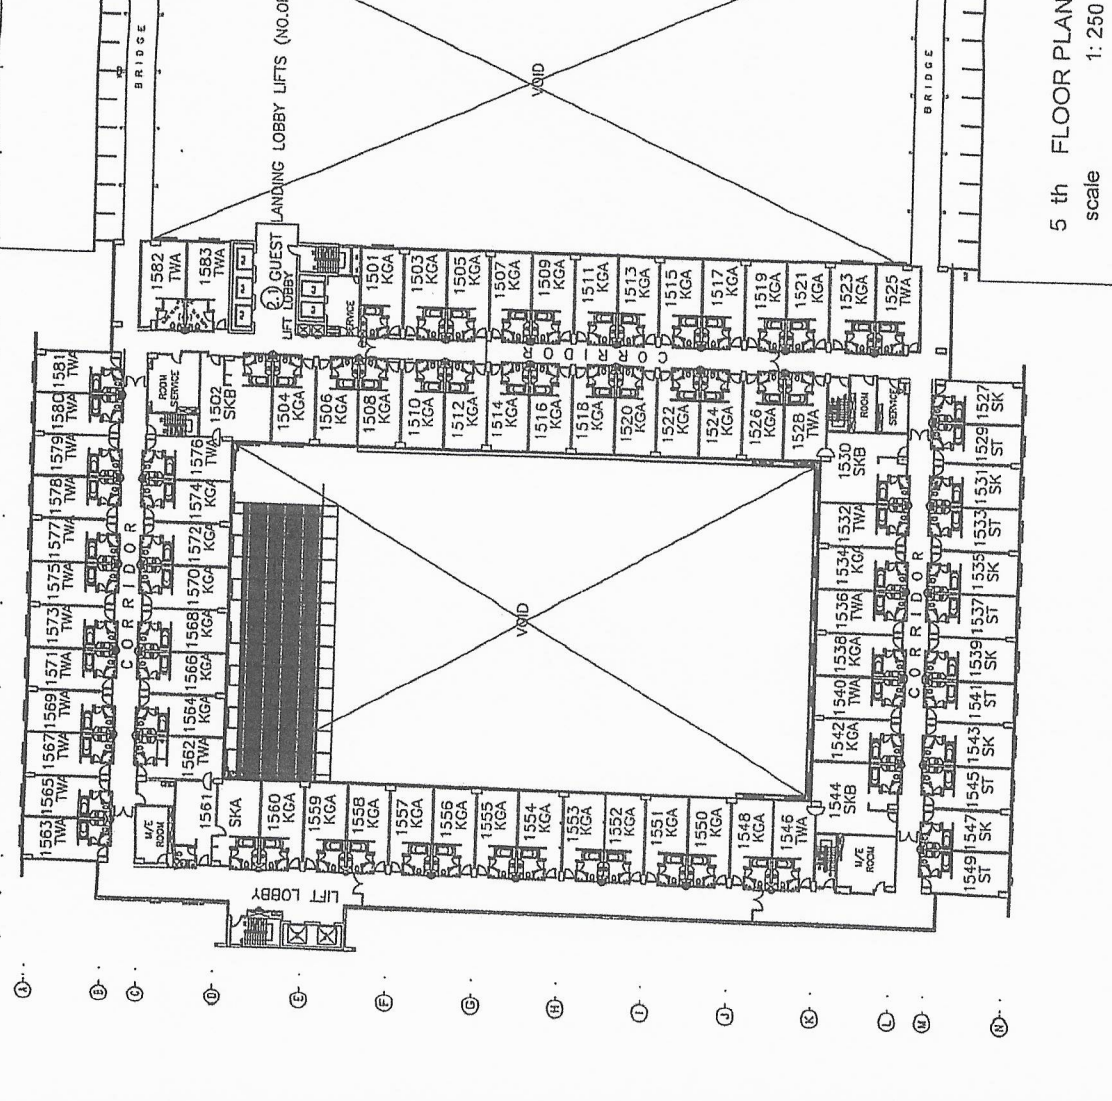 BRIDGE
LANDING LOBBY LIFTS
VOID
BRIDGE
5 th FLOOR PLAN
scale 1: 250
1582
TWA
1583
TWA
2.1 GUEST
LIFT LOBBY
SERVICE
1501
KGA
1503
KGA
1505
KGA
1507
KGA
1509
KGA
1511
KGA
1513
KGA
1515
KGA
1517
KGA
1519
KGA
1521
KGA
1523
KGA
1525
TWA
CORRIDOR
ROOM
SERVICE
1502
SKB
1504
KGA
1506
KGA
1508
KGA
1510
KGA
1512
KGA
1514
KGA
1516
KGA
1518
KGA
1520
KGA
1522
KGA
1524
KGA
1526
KGA
1528
TWA
ROOM
SERVICE
1581
TWA
1580
TWA
1579
TWA
1578
TWA
1577
TWA
1575
TWA
1573
TWA
1571
TWA
1569
TWA
1567
TWA
1565
TWA
1563
TWA
CORRIDOR
1576
TWA
1574
KGA
1572
KGA
1570
KGA
1568
KGA
1566
KGA
1564
KGA
1562
TWA
VOID
1530
SKB
1532
TWA
1534
KGA
1536
TWA
1538
KGA
1540
TWA
1542
KGA
1544
SKB
CORRIDOR
1527
SK
1529
ST
1531
SK
1533
ST
1535
SK
1537
ST
1539
SK
1541
ST
1543
SK
1545
ST
1547
SK
1549
ST
M/E
ROOM
1561
SKA
1560
KGA
1559
KGA
1558
KGA
1557
KGA
1556
KGA
1555
KGA
1554
KGA
1553
KGA
1552
KGA
1551
KGA
1550
KGA
1548
KGA
1546
TWA
M/E
ROOM
LIFT LOBBY
A
B
C
D
E
F
G
H
I
J
K
L
M
N